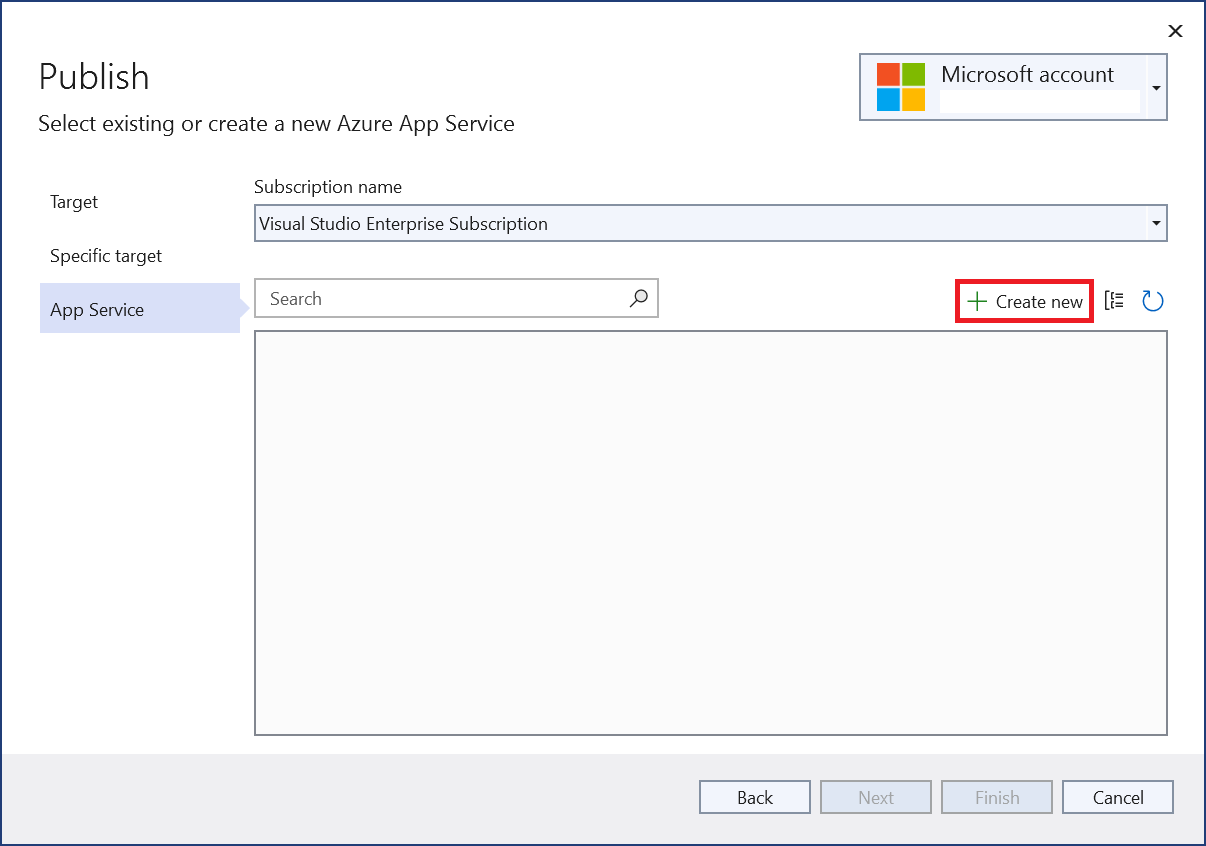 Publish
Microsoft account
Select existing or create a new Azure App Service
Target
Specific target
App Service
Subscription name
Visual Studio Enterprise Subscription
Search
Create new
Back
Next
Finish
Cancel